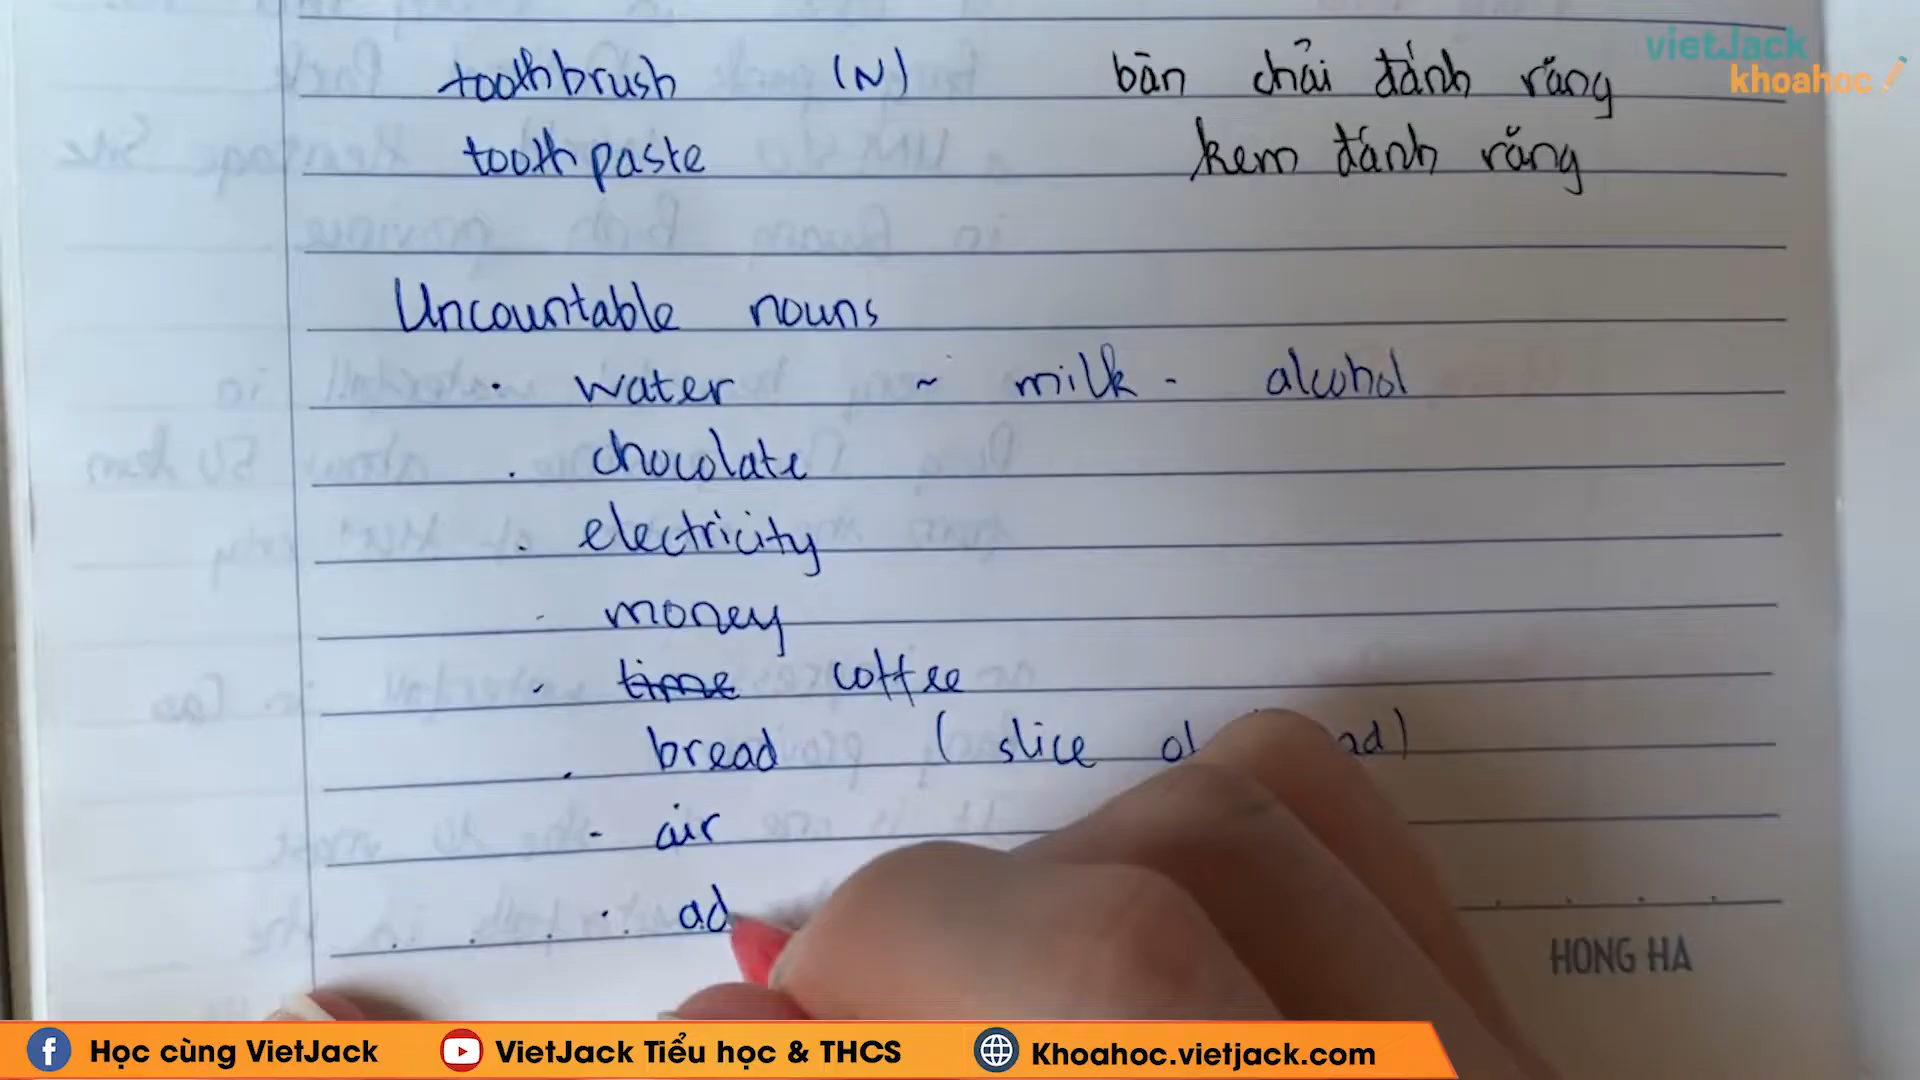 vietJack
khoahoc
toothbrush (N) bàn chải đánh răng
toothpaste kem đánh răng
Uncountable nouns
· water ~ milk - alcohol
· chocolate
· electricity
- money
· time coffee
· bread ( slice ad)
- air
· ad
HONG HA
Học cùng VietJack VietJack Tiểu học & THCS Khoahoc.vietjack.com